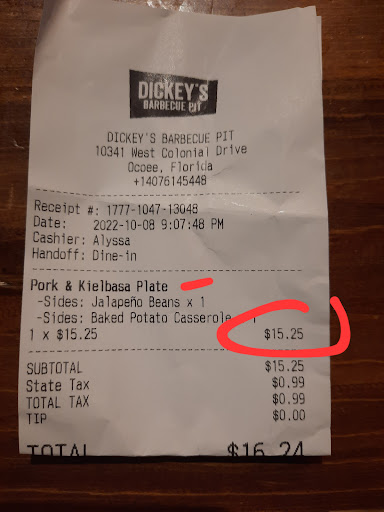 DICKEY'S
BARBECUE PIT
DICKEY'S BARBECUE PIT
10341 West Colonial Drive
Ocoee, Florida
+14076145448
Receipt #: 1777-1047-13048
Date: 2022-10-08 9:07:48 PM
Cashier: Alyssa
Handoff: Dine-in
Pork & Kielbasa Plate
-Sides: Jalapeño Beans x 1
-Sides: Baked Potato Casserole 1
1 x $15.25 $15.25
SUBTOTAL $15.25
State Tax $0.99
TOTAL TAX $0.99
TIP $0.00
TOTAL $16.24